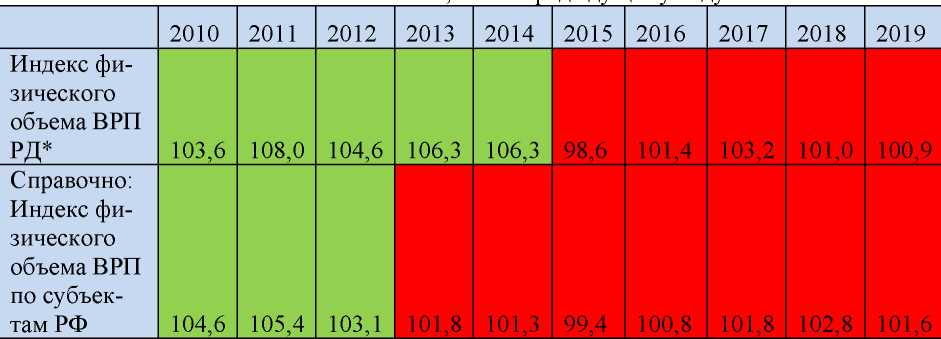 2010 2011 2012 2013 2014 2015 2016 2017 2018 2019
Индекс фи-
зического
объема ВРП
РД* 103,6 108,0 104,6 106,3 106,3 98,6 101,4 103,2 101,0 100,9
Справочно:
Индекс фи-
зического
объема ВРП
по субъек-
там РФ 104,6 105,4 103,1 101,8 101,3 99,4 100,8 101,8 102,8 101,6